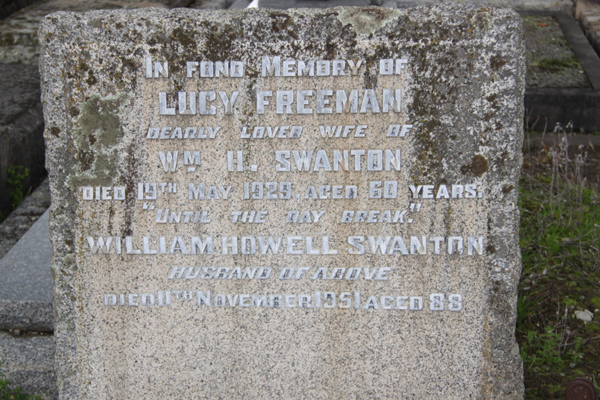 In fond Memory of
Lucy Freeman
dearly loved wife of
Wm H. Swanton
died 19th May 1929, aged 60 years.
"Until the day break."
William Howell Swanton
husband of above
died 11th November 1951 aged 88